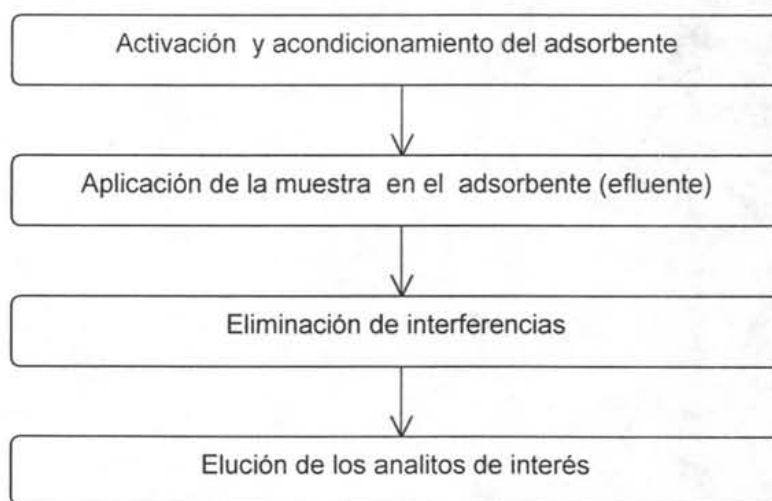 Activación y acondicionamiento del adsorbente
Aplicación de la muestra en el adsorbente (efluente)
Eliminación de interferencias
Elución de los analitos de interés